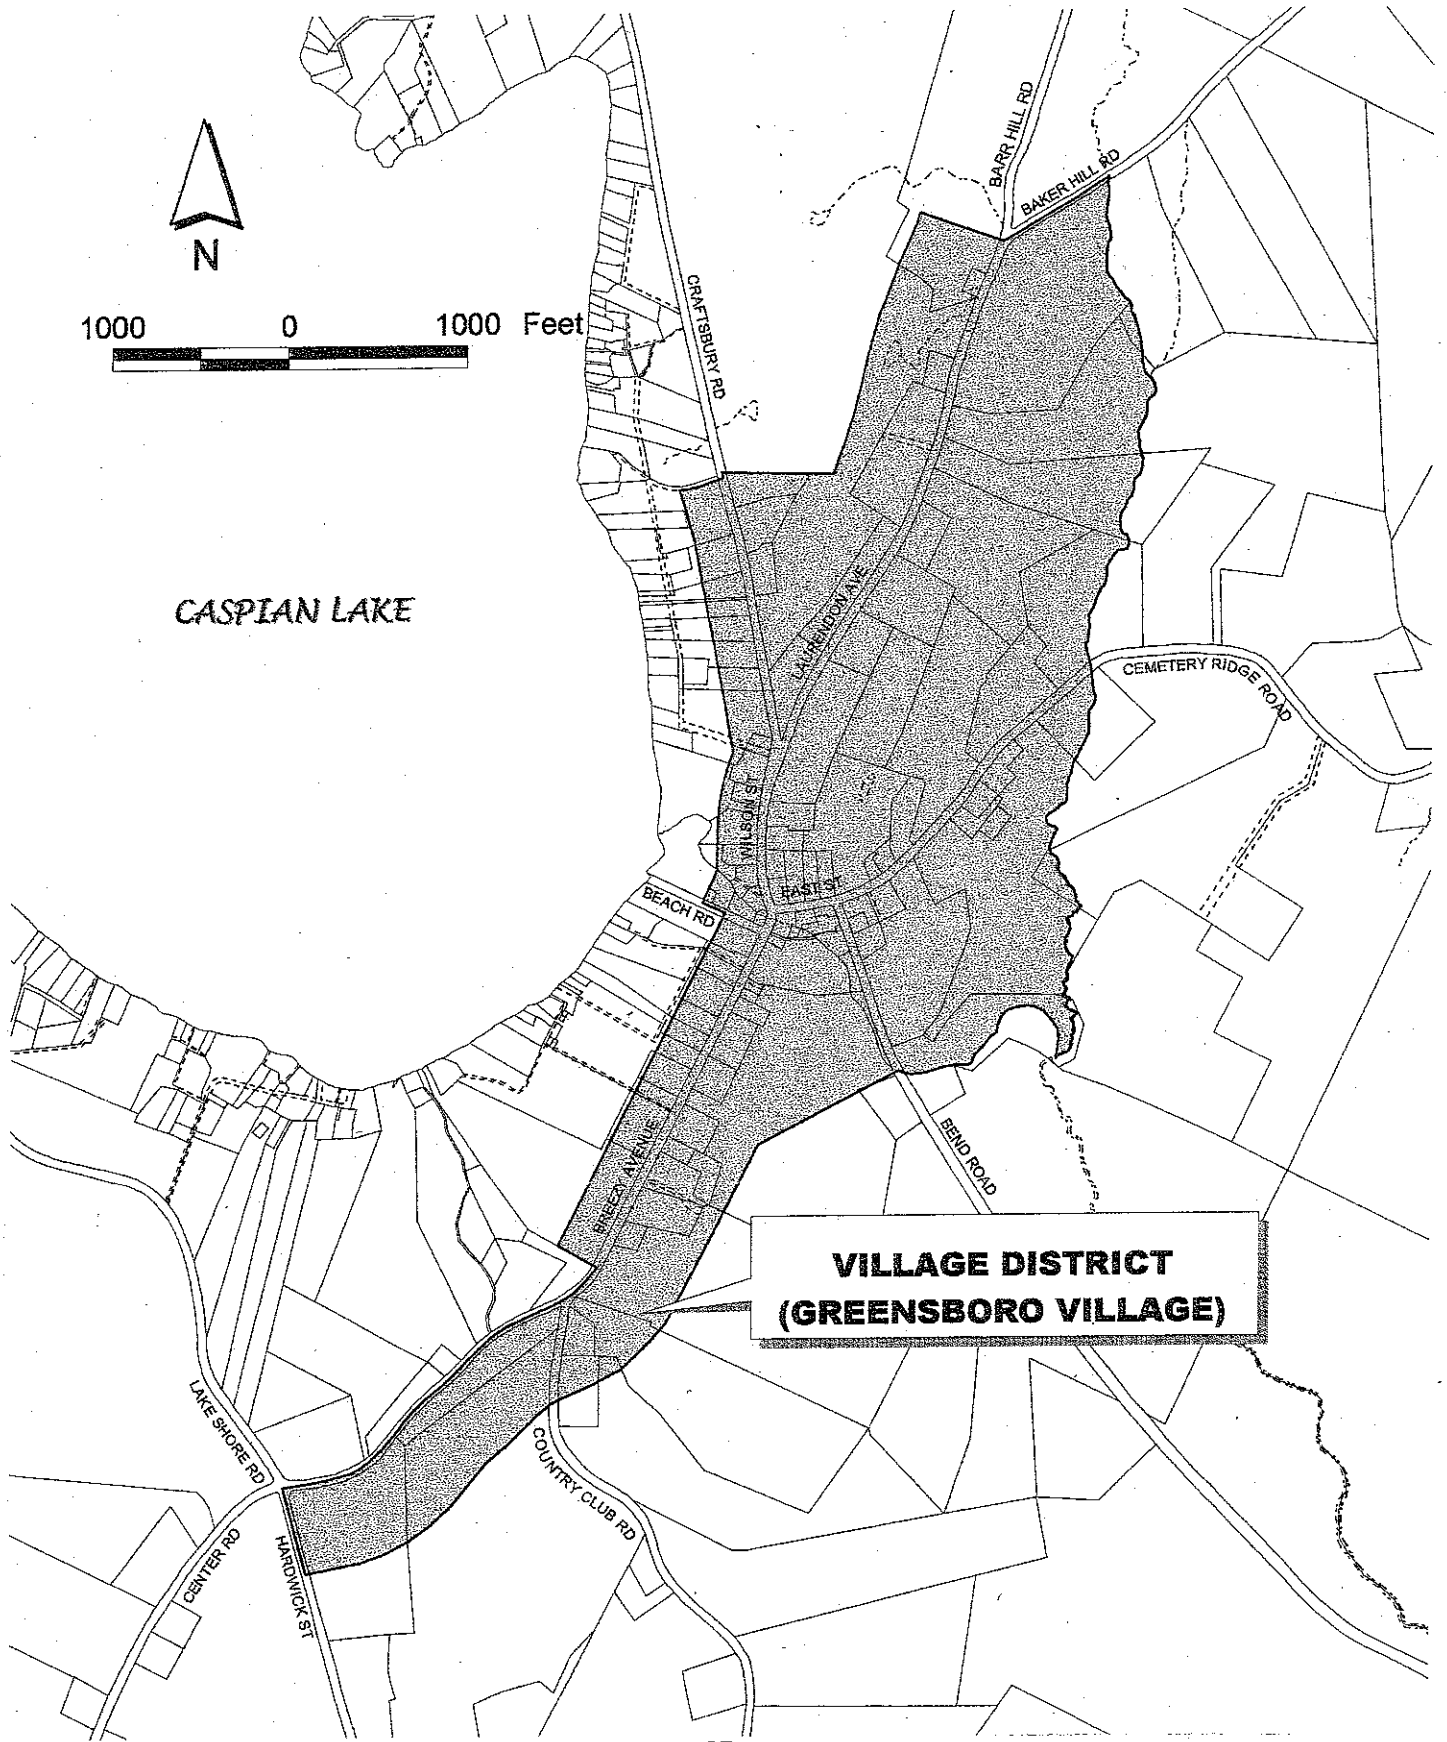 BARR HILL RD
BAKER HILL RD
N
1000 0 1000 Feet
CRAFTSBURY RD
CASPIAN LAKE
LAURENDON AVE
CEMETERY RIDGE ROAD
WILSON ST
EAST ST
BEACH RD
BREEZY AVENUE
BEND ROAD
VILLAGE DISTRICT
(GREENSBORO VILLAGE)
LAKE SHORE RD
COUNTRY CLUB RD
CENTER RD
HARDWICK ST